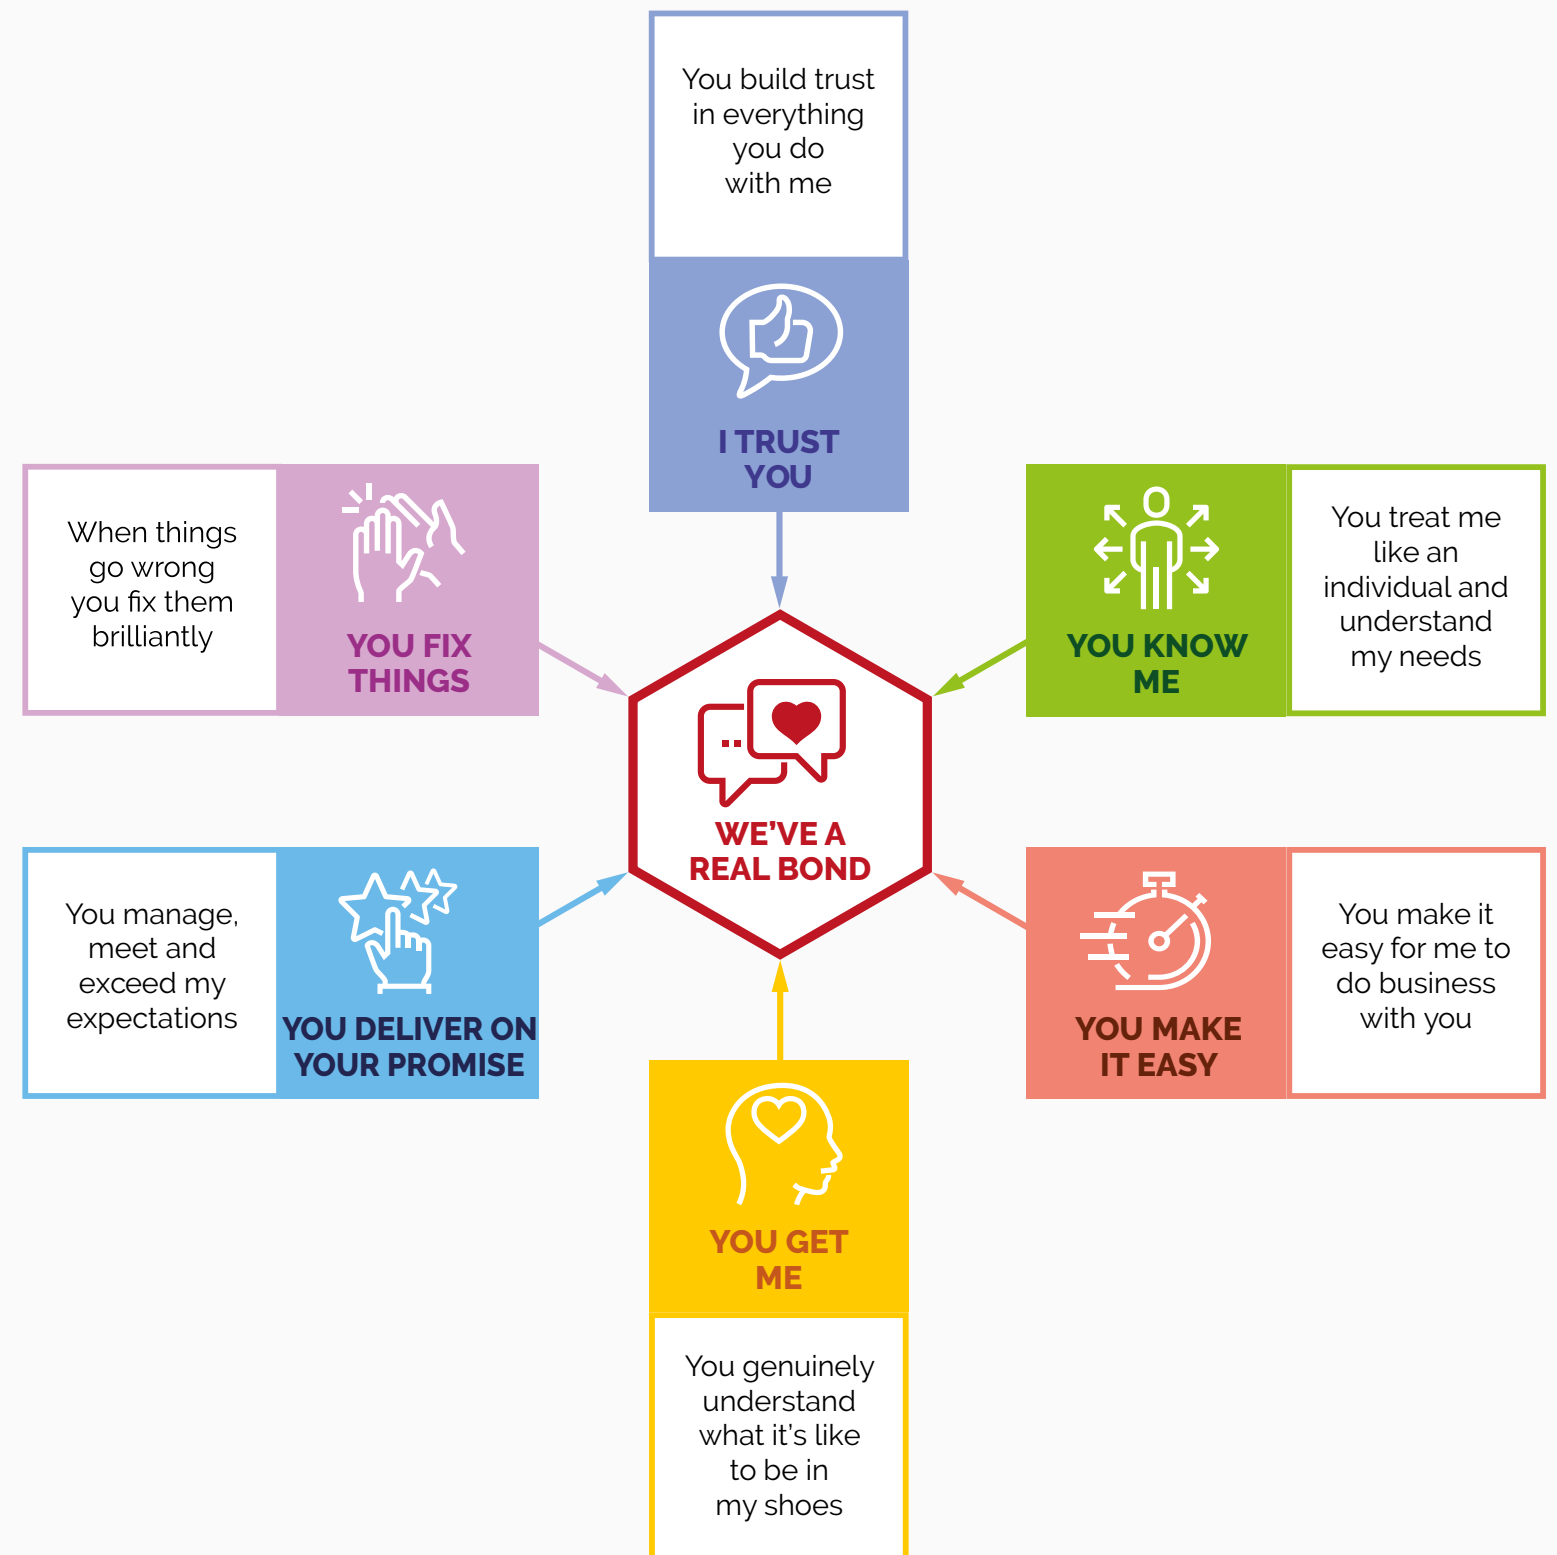 You build trust
in everything
you do
with me
I TRUST
YOU
When things
go wrong
you fix them
brilliantly
YOU FIX
THINGS
YOU KNOW
ME
You treat me
like an
individual and
understand
my needs
WE’VE A
REAL BOND
You manage,
meet and
exceed my
expectations
YOU DELIVER ON
YOUR PROMISE
YOU MAKE
IT EASY
You make it
easy for me to
do business
with you
YOU GET
ME
You genuinely
understand
what it’s like
to be in
my shoes